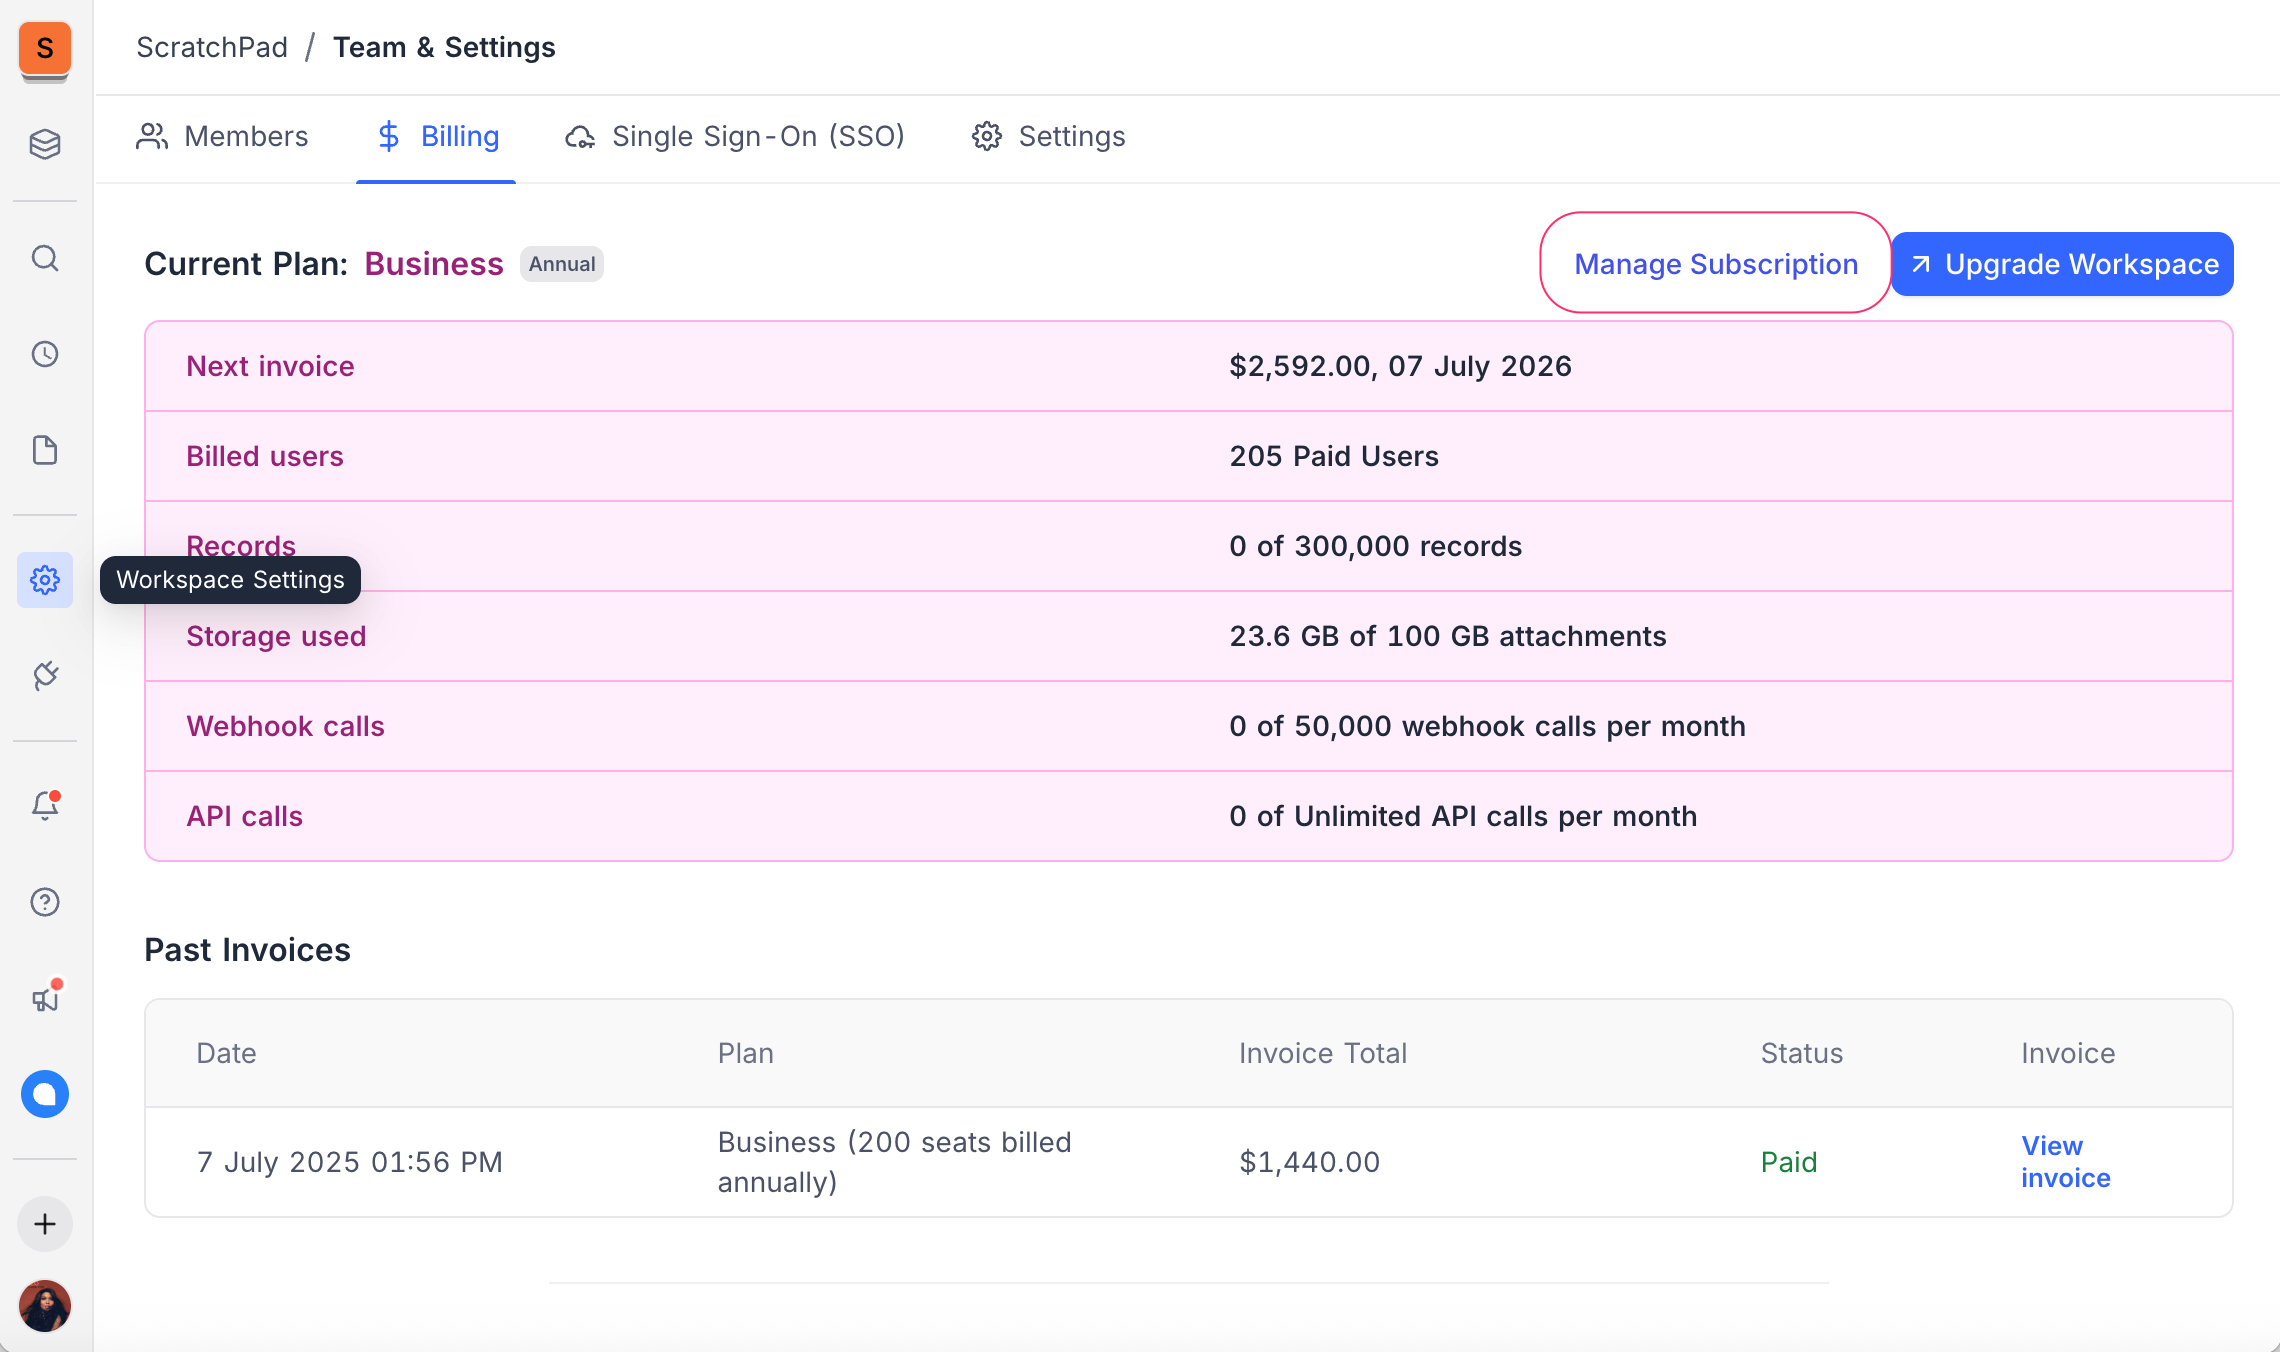 S
ScratchPad / Team & Settings
Members
Billing
Single Sign-On (SSO)
Settings
Current Plan: Business Annual
Manage Subscription
Upgrade Workspace
Next invoice $2,592.00, 07 July 2026
Billed users 205 Paid Users
Records 0 of 300,000 records
Workspace Settings
Storage used 23.6 GB of 100 GB attachments
Webhook calls 0 of 50,000 webhook calls per month
API calls 0 of Unlimited API calls per month
Past Invoices
Date Plan Invoice Total Status Invoice
7 July 2025 01:56 PM
Business (200 seats billed
annually)
$1,440.00
Paid
View
invoice